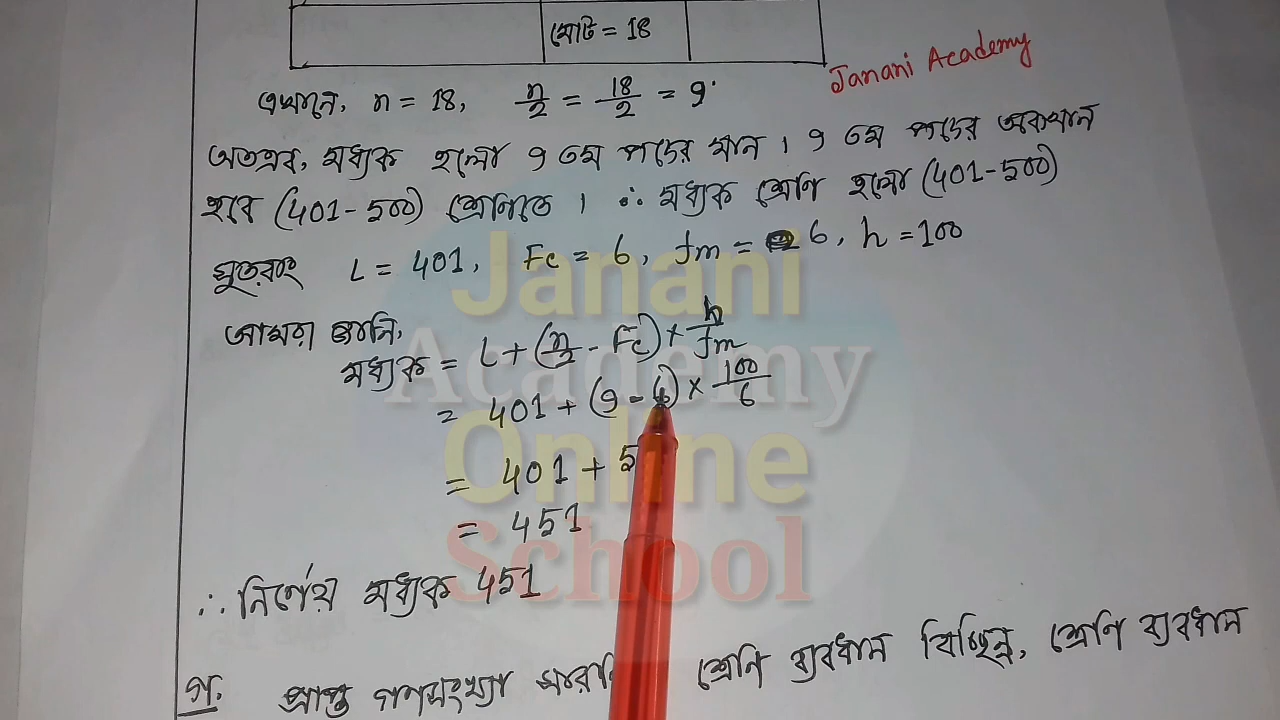 মোট = 18
Janani Academy
এখানে, n = 18, n/2 = 18/2 = 9
অতএব, মধ্যক হলো 9 তম পদের মান । 9 তম পদের অবস্থান
হবে (401-500) শ্রেণিতে । ∴ মধ্যক শ্রেণি হলো (401-500)
সুতরাং L = 401, Fc = 6, fm = 6, h = 100
আমরা জানি,
মধ্যক = L + (n/2 - Fc) × h/fm
= 401 + (9 - 6) × 100/6
= 401 + 5
= 451
∴ নির্ণেয় মধ্যক 451
গ. প্রাপ্ত গণসংখ্যা শ্রেণি ব্যবধান বিচ্ছিন্ন, শ্রেণি ব্যবধান
Janani
Academy
Online
School